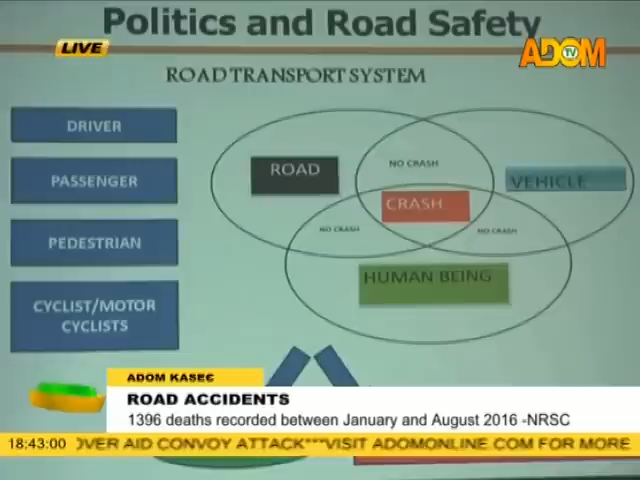 Politics and Road Safety
LIVE
ADOM TV
ROAD TRANSPORT SYSTEM
DRIVER
PASSENGER
PEDESTRIAN
CYCLIST/MOTOR
CYCLISTS
ROAD
NO CRASH
VEHICLE
CRASH
NO CRASH
NO CRASH
HUMAN BEING
ADOM KASEƐ
ROAD ACCIDENTS
1396 deaths recorded between January and August 2016 -NRSC
18:43:00 OVER AID CONVOY ATTACK***VISIT ADOMONLINE.COM FOR MORE